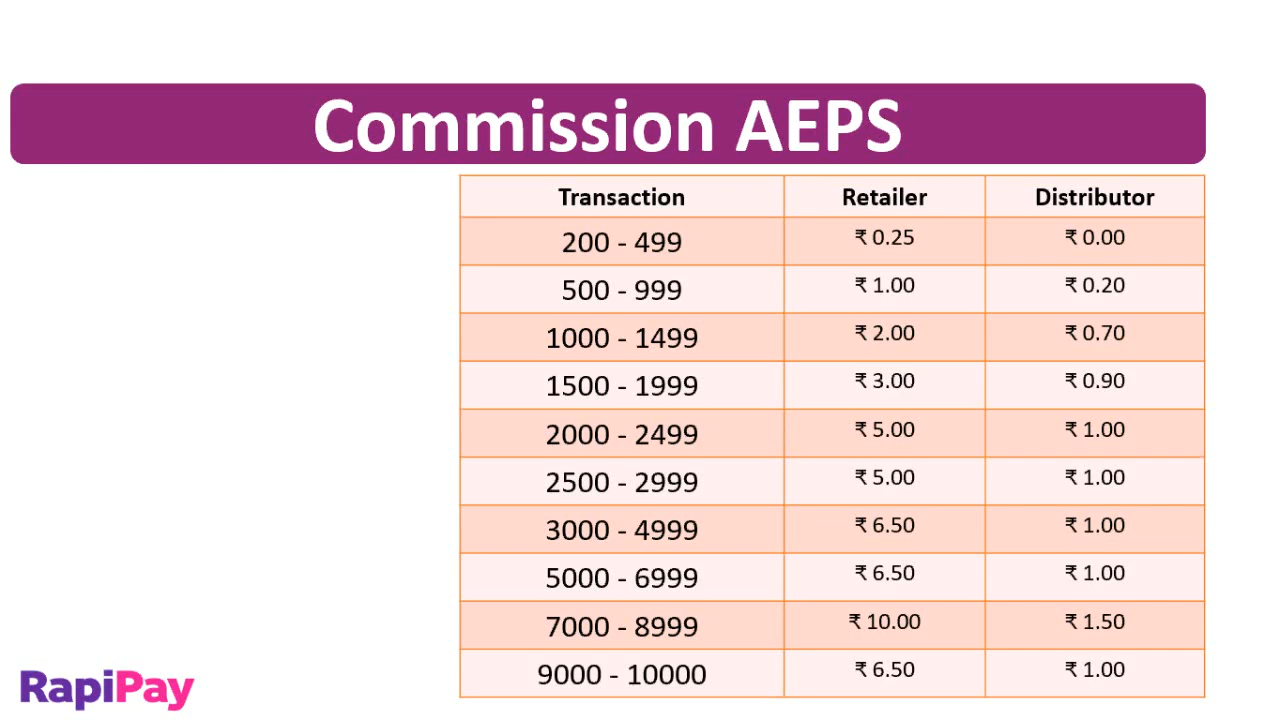 Commission AEPS
Transaction Retailer Distributor
200 - 499 ₹ 0.25 ₹ 0.00
500 - 999 ₹ 1.00 ₹ 0.20
1000 - 1499 ₹ 2.00 ₹ 0.70
1500 - 1999 ₹ 3.00 ₹ 0.90
2000 - 2499 ₹ 5.00 ₹ 1.00
2500 - 2999 ₹ 5.00 ₹ 1.00
3000 - 4999 ₹ 6.50 ₹ 1.00
5000 - 6999 ₹ 6.50 ₹ 1.00
7000 - 8999 ₹ 10.00 ₹ 1.50
9000 - 10000 ₹ 6.50 ₹ 1.00
RapiPay